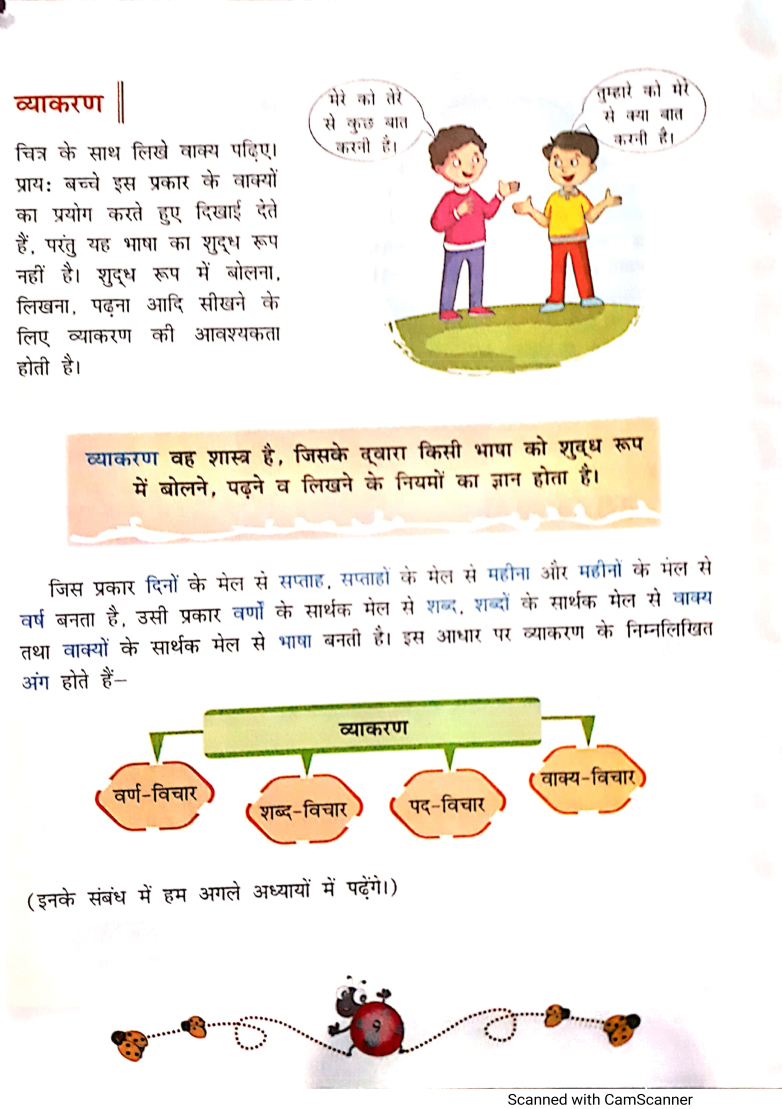 व्याकरण
मेरे को तेरे
से कुछ बात
करनी है।
तुम्हारे को मेरे
से क्या बात
करनी है।
चित्र के साथ लिखे वाक्य पढ़िए।
प्राय: बच्चे इस प्रकार के वाक्यों
का प्रयोग करते हुए दिखाई देते
हैं, परंतु यह भाषा का शुद्ध रूप
नहीं है। शुद्ध रूप में बोलना,
लिखना, पढ़ना आदि सीखने के
लिए व्याकरण की आवश्यकता
होती है।
व्याकरण वह शास्त्र है, जिसके द्वारा किसी भाषा को शुद्ध रूप
में बोलने, पढ़ने व लिखने के नियमों का ज्ञान होता है।
जिस प्रकार दिनों के मेल से सप्ताह, सप्ताहों के मेल से महीना और महीनों के मेल से
वर्ष बनता है, उसी प्रकार वर्णों के सार्थक मेल से शब्द, शब्दों के सार्थक मेल से वाक्य
तथा वाक्यों के सार्थक मेल से भाषा बनती है। इस आधार पर व्याकरण के निम्नलिखित
अंग होते हैं–
व्याकरण
वर्ण-विचार
शब्द-विचार
पद-विचार
वाक्य-विचार
(इनके संबंध में हम अगले अध्यायों में पढ़ेंगे।)
9
Scanned with CamScanner